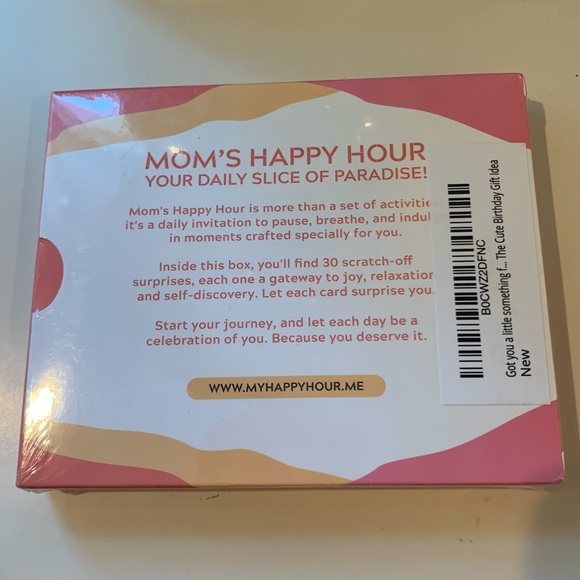 MOM'S HAPPY HOUR
YOUR DAILY SLICE OF PARADISE!
Mom's Happy Hour is more than a set of activities
it's a daily invitation to pause, breathe, and indul
in moments crafted specially for you.
Inside this box, you'll find 30 scratch-off
surprises, each one a gateway to joy, relaxation
and self-discovery. Let each card surprise you.
Start your journey, and let each day be a
celebration of you. Because you deserve it.
WWW.MYHAPPYHOUR.ME
B0CWZ2DFNC
Got you a little something f... The Cute Birthday Gift Idea
New